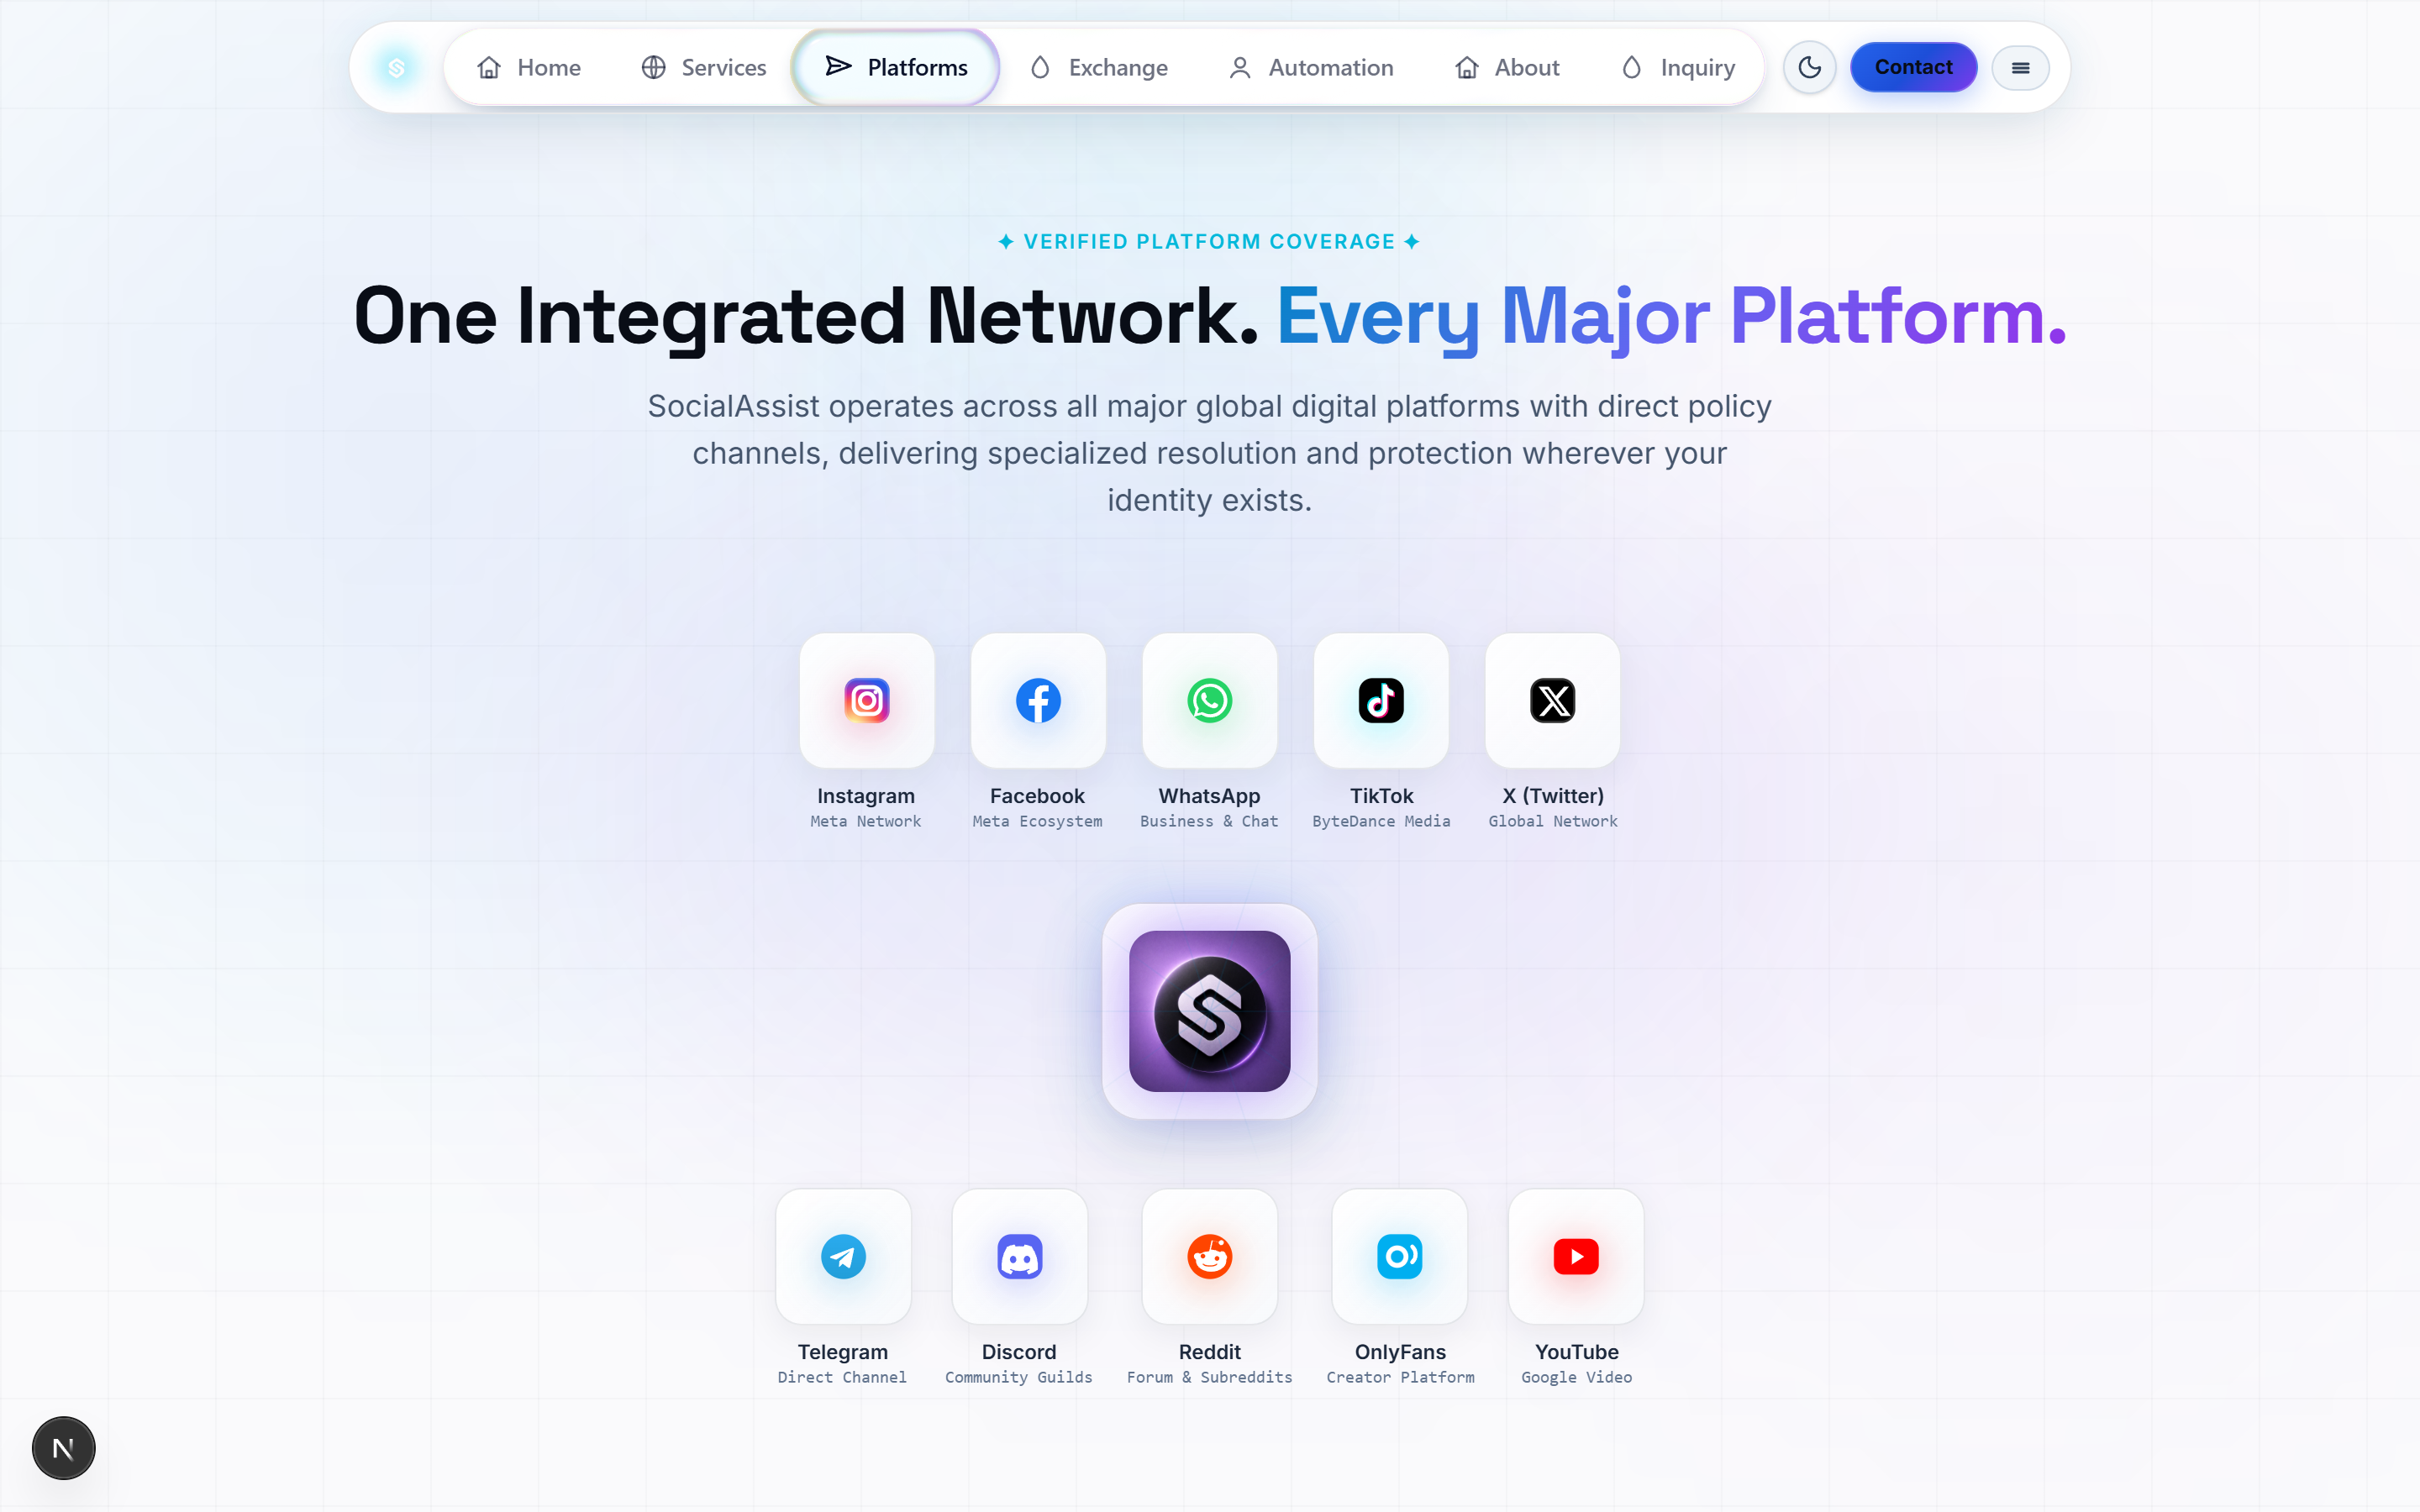 Home Services Platforms Exchange Automation About Inquiry Contact
✦ VERIFIED PLATFORM COVERAGE ✦
One Integrated Network. Every Major Platform.
SocialAssist operates across all major global digital platforms with direct policy
channels, delivering specialized resolution and protection wherever your
identity exists.
Instagram Facebook WhatsApp TikTok X (Twitter)
Meta Network Meta Ecosystem Business & Chat ByteDance Media Global Network
Telegram Discord Reddit OnlyFans YouTube
Direct Channel Community Guilds Forum & Subreddits Creator Platform Google Video
N